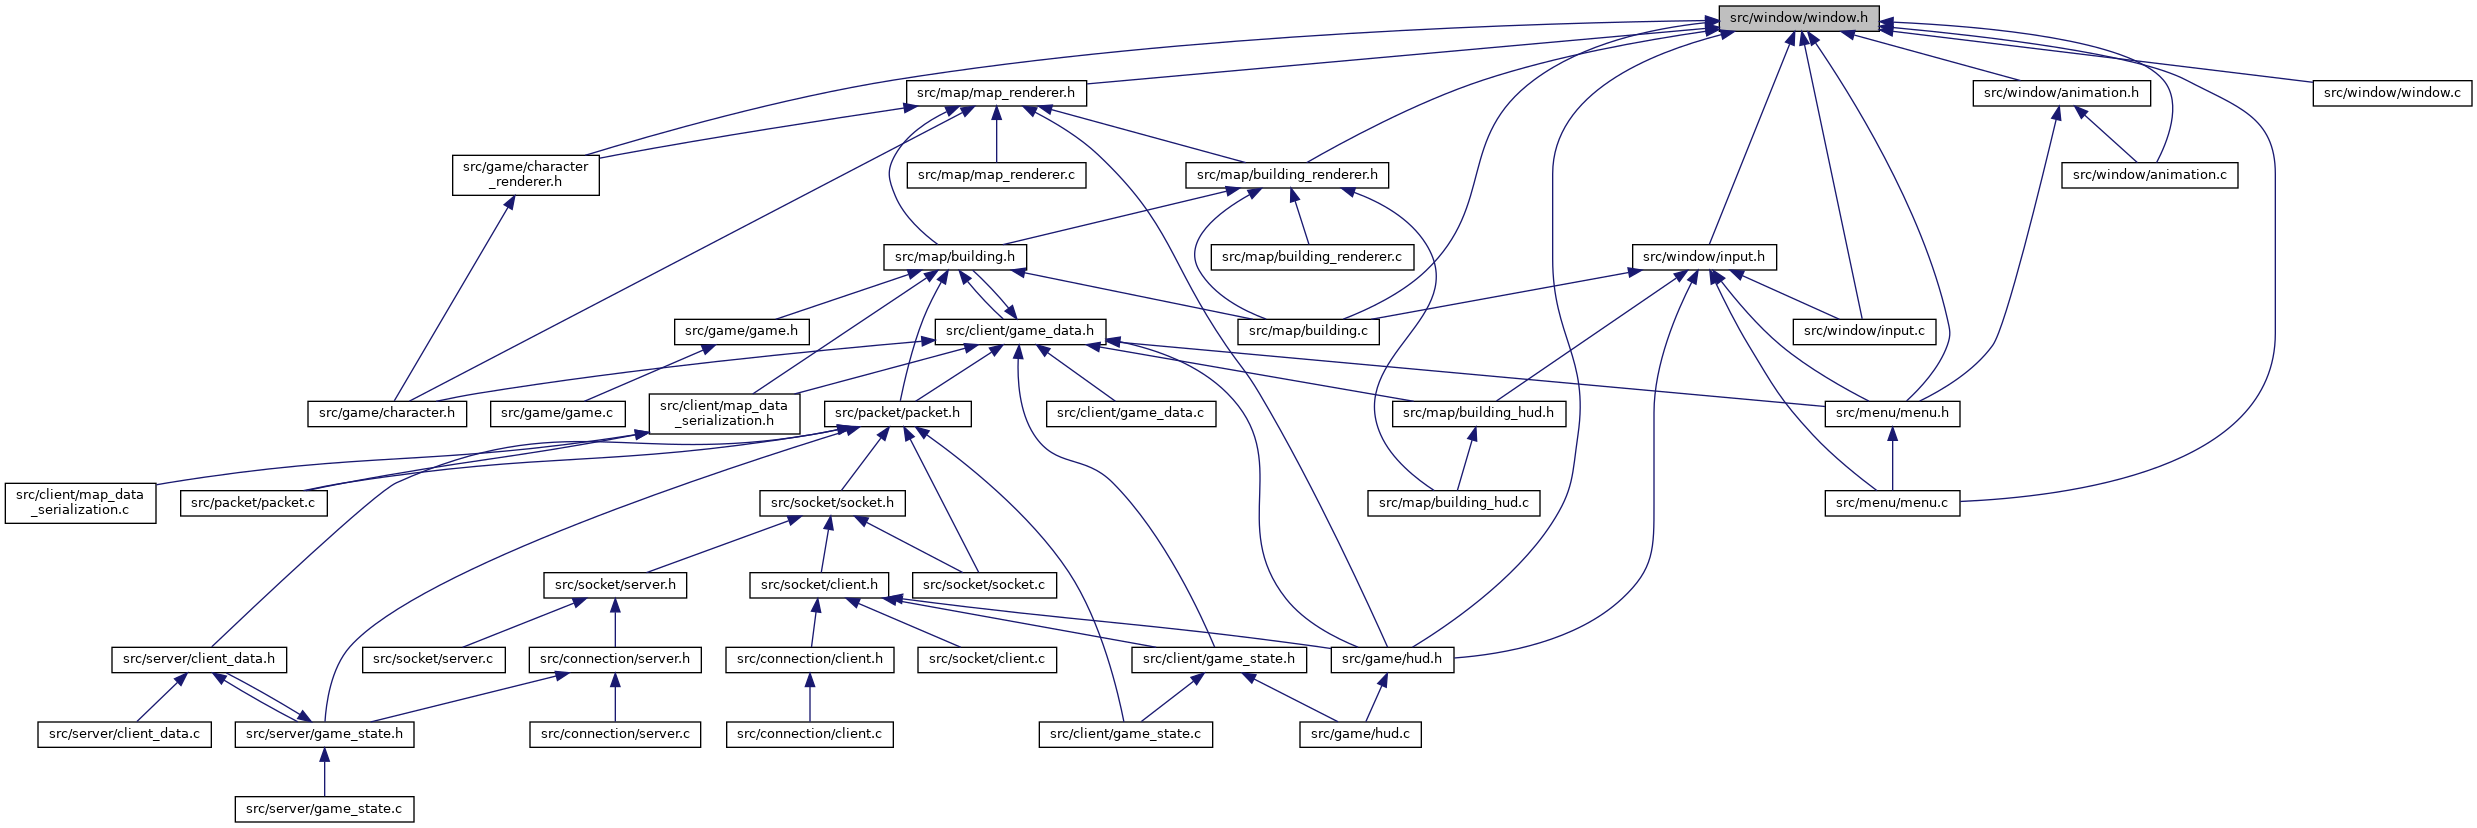 src/window/window.h
src/map/map_renderer.h
src/window/animation.h
src/window/window.c
src/game/character
_renderer.h
src/map/map_renderer.c
src/map/building_renderer.h
src/window/animation.c
src/map/building.h
src/map/building_renderer.c
src/window/input.h
src/game/game.h
src/client/game_data.h
src/map/building.c
src/window/input.c
src/game/character.h
src/game/game.c
src/client/map_data
_serialization.h
src/packet/packet.h
src/client/game_data.c
src/map/building_hud.h
src/menu/menu.h
src/client/map_data
_serialization.c
src/packet/packet.c
src/socket/socket.h
src/map/building_hud.c
src/menu/menu.c
src/socket/server.h
src/socket/client.h
src/socket/socket.c
src/server/client_data.h
src/socket/server.c
src/connection/server.h
src/connection/client.h
src/socket/client.c
src/client/game_state.h
src/game/hud.h
src/server/client_data.c
src/server/game_state.h
src/connection/server.c
src/connection/client.c
src/client/game_state.c
src/game/hud.c
src/server/game_state.c